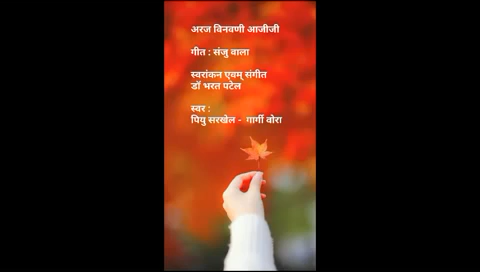 अरज विनवणी आजीजी
गीत : संजु वाला
स्वरांकन एवम् संगीत
डॉ भरत पटेल
स्वर :
पियु सरखेल - गार्गी वोरा